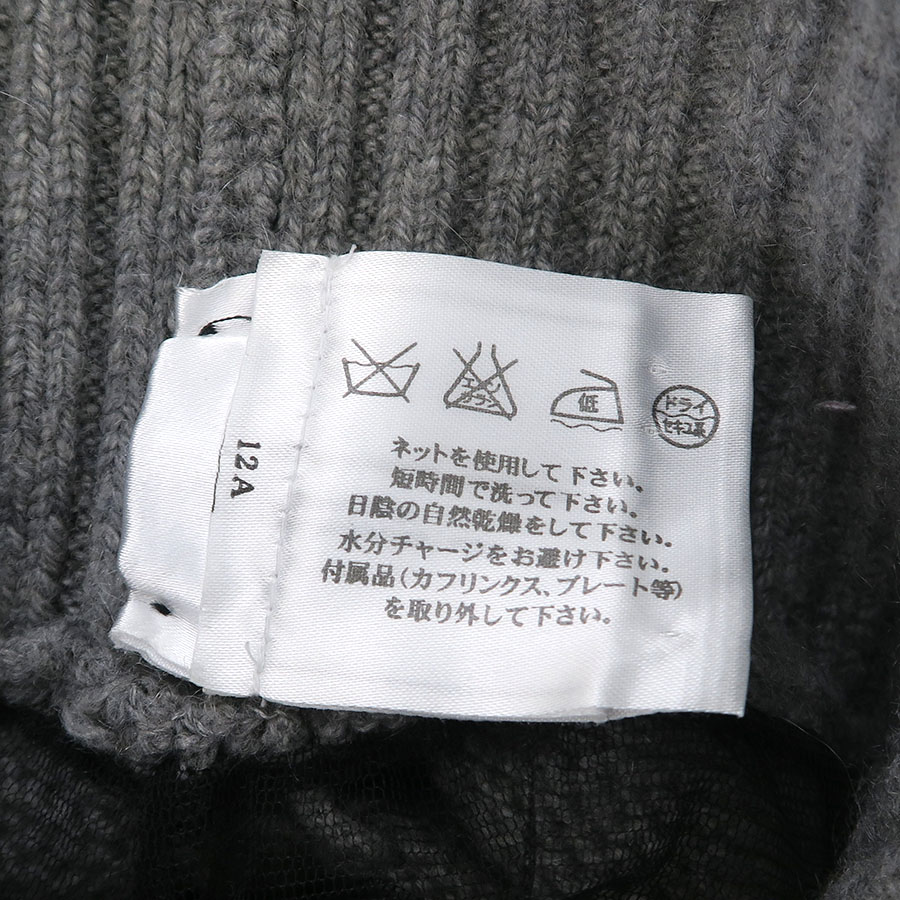 エンソ
サラシ
低
ドライ
セキユ系
ネットを使用して下さい。
短時間で洗って下さい。
日陰の自然乾燥をして下さい。
水分チャージをお避け下さい。
付属品(カフリンクス、プレート等)
を取り外して下さい。
12A